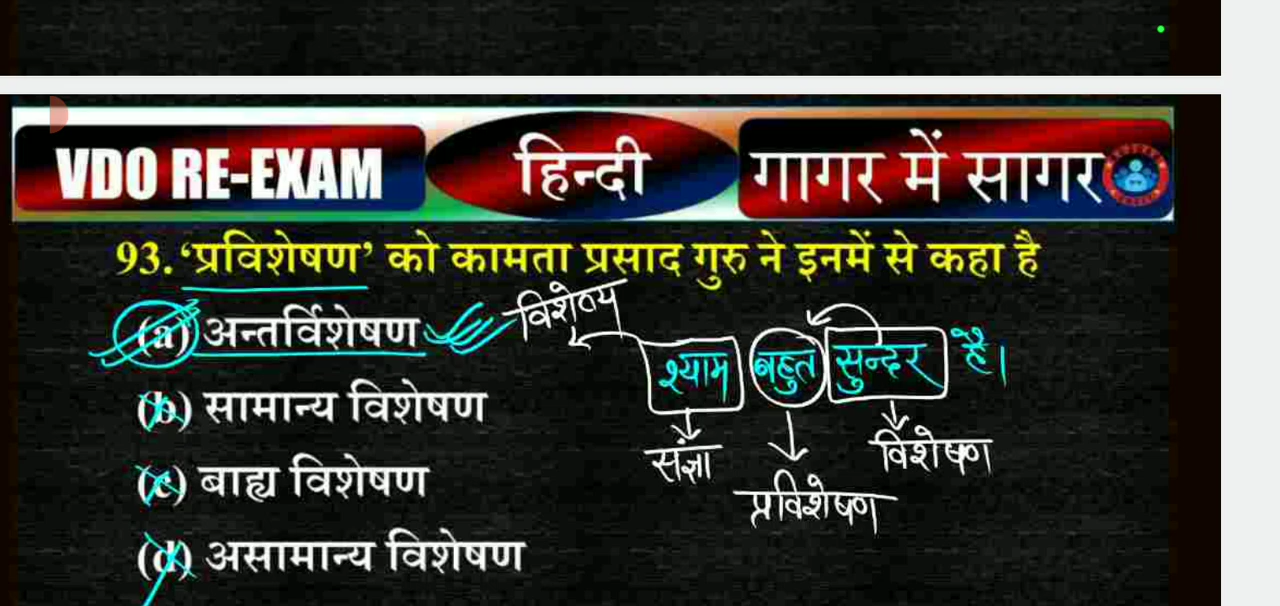 VDO RE-EXAM हिन्दी गागर में सागर
93. ‘प्रविशेषण’ को कामता प्रसाद गुरु ने इनमें से कहा है
(a) अन्तर्विशेषण
विशेष्य
श्याम बहुत सुन्दर है।
(b) सामान्य विशेषण
संज्ञा
विशेषण
(c) बाह्य विशेषण
प्रविशेषण
(d) असामान्य विशेषण